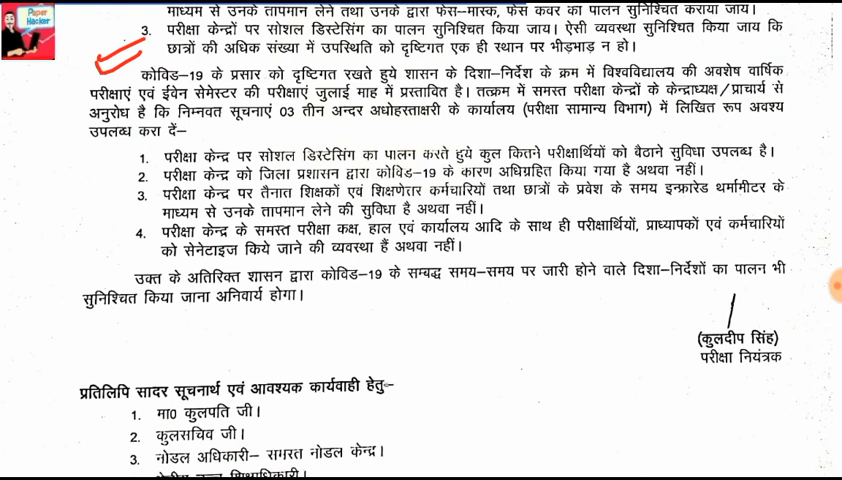 Paper
Hacker
माध्यम से उनके तापमान लेने तथा उनके द्वारा फेस-मास्क, फेस कवर का पालन सुनिश्चित कराया जाय।
3. परीक्षा केन्द्रों पर सोशल डिस्टेसिंग का पालन सुनिश्चित किया जाय। ऐसी व्यवस्था सुनिश्चित किया जाय कि
छात्रों की अधिक संख्या में उपस्थिति को दृष्टिगत एक ही स्थान पर भीड़भाड़ न हो।
कोविड-19 के प्रसार को दृष्टिगत रखते हुये शासन के दिशा-निर्देश के क्रम में विश्वविद्यालय की अवशेष वार्षिक
परीक्षाएं एवं ईवेन सेमेस्टर की परीक्षाएं जुलाई माह में प्रस्तावित है। तत्क्रम में समस्त परीक्षा केन्द्रों के केन्द्राध्यक्ष/प्राचार्य से
अनुरोध है कि निम्नवत सूचनाएं 03 तीन अन्दर अधोहस्ताक्षरी के कार्यालय (परीक्षा सामान्य विभाग) में लिखित रूप अवश्य
उपलब्ध करा दें–
1. परीक्षा केन्द्र पर सोशल डिस्टेसिंग का पालन करते हुये कुल कितने परीक्षार्थियों को बैठाने सुविधा उपलब्ध है।
2. परीक्षा केन्द्र को जिला प्रशासन द्वारा कोविड-19 के कारण अधिग्रहित किया गया है अथवा नहीं।
3. परीक्षा केन्द्र पर तैनात शिक्षकों एवं शिक्षणेत्तर कर्मचारियों तथा छात्रों के प्रवेश के समय इन्फ्रारेड थर्मामीटर के
माध्यम से उनके तापमान लेने की सुविधा है अथवा नहीं।
4. परीक्षा केन्द्र के समस्त परीक्षा कक्ष, हाल एवं कार्यालय आदि के साथ ही परीक्षार्थियों, प्राध्यापकों एवं कर्मचारियों
को सेनेटाइज किये जाने की व्यवस्था हैं अथवा नहीं।
उक्त के अतिरिक्त शासन द्वारा कोविड-19 के सम्बद्ध समय-समय पर जारी होने वाले दिशा-निर्देशों का पालन भी
सुनिश्चित किया जाना अनिवार्य होगा।
(कुलदीप सिंह)
परीक्षा नियंत्रक
प्रतिलिपि सादर सूचनार्थ एवं आवश्यक कार्यवाही हेतु–
1. मा0 कुलपति जी।
2. कुलसचिव जी।
3. नोडल अधिकारी– समस्त नोडल केन्द्र।